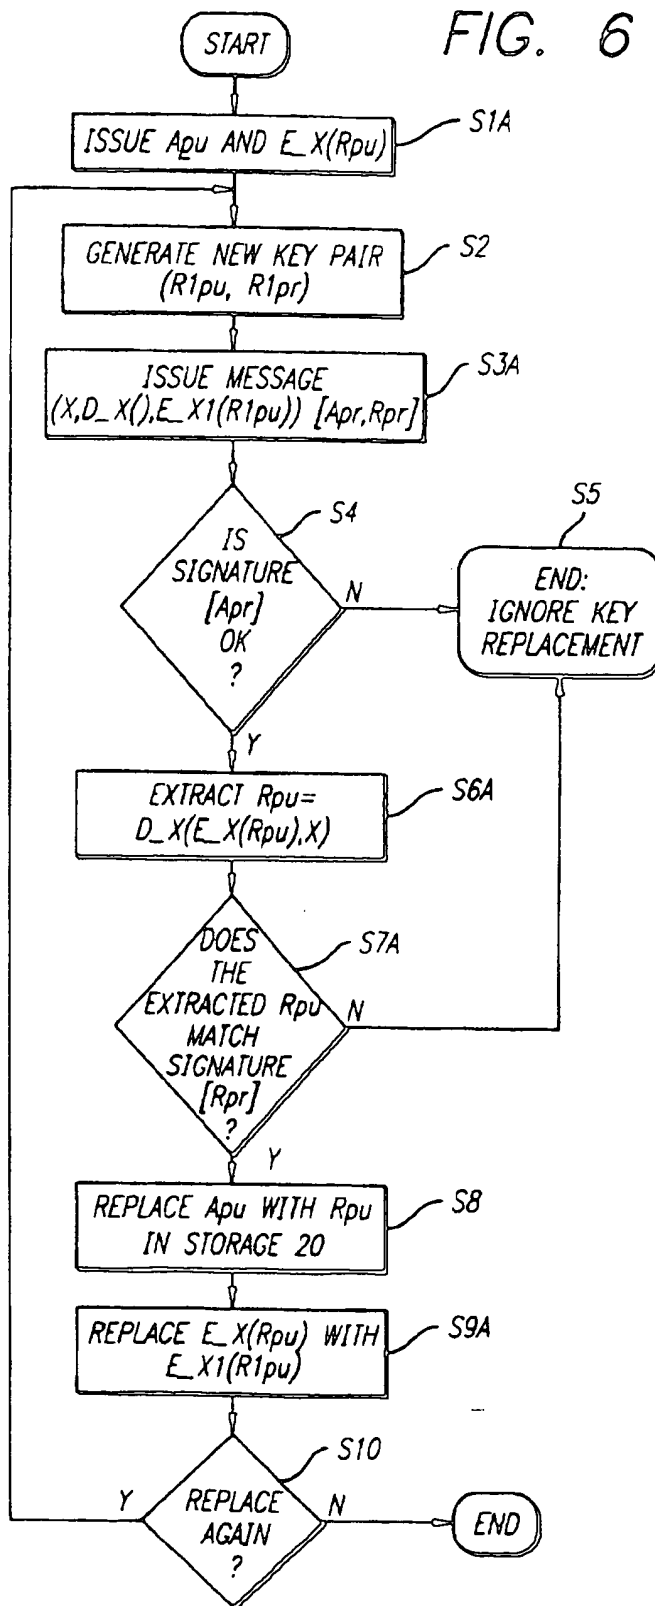 FIG. 6
START
S1A
ISSUE Apu AND E_X(Rpu)
S2
GENERATE NEW KEY PAIR
(R1pu, R1pr)
S3A
ISSUE MESSAGE
(X,D_X(),E_X1(R1pu)) [Apr,Rpr]
S4
IS
SIGNATURE
[Apr]
OK
?
N
Y
S5
END:
IGNORE KEY
REPLACEMENT
S6A
EXTRACT Rpu=
D_X(E_X(Rpu),X)
S7A
DOES
THE
EXTRACTED Rpu
MATCH
SIGNATURE
[Rpr]
?
N
Y
S8
REPLACE Apu WITH Rpu
IN STORAGE 20
S9A
REPLACE E_X(Rpu) WITH
E_X1(R1pu)
S10
REPLACE
AGAIN
?
Y
N
END